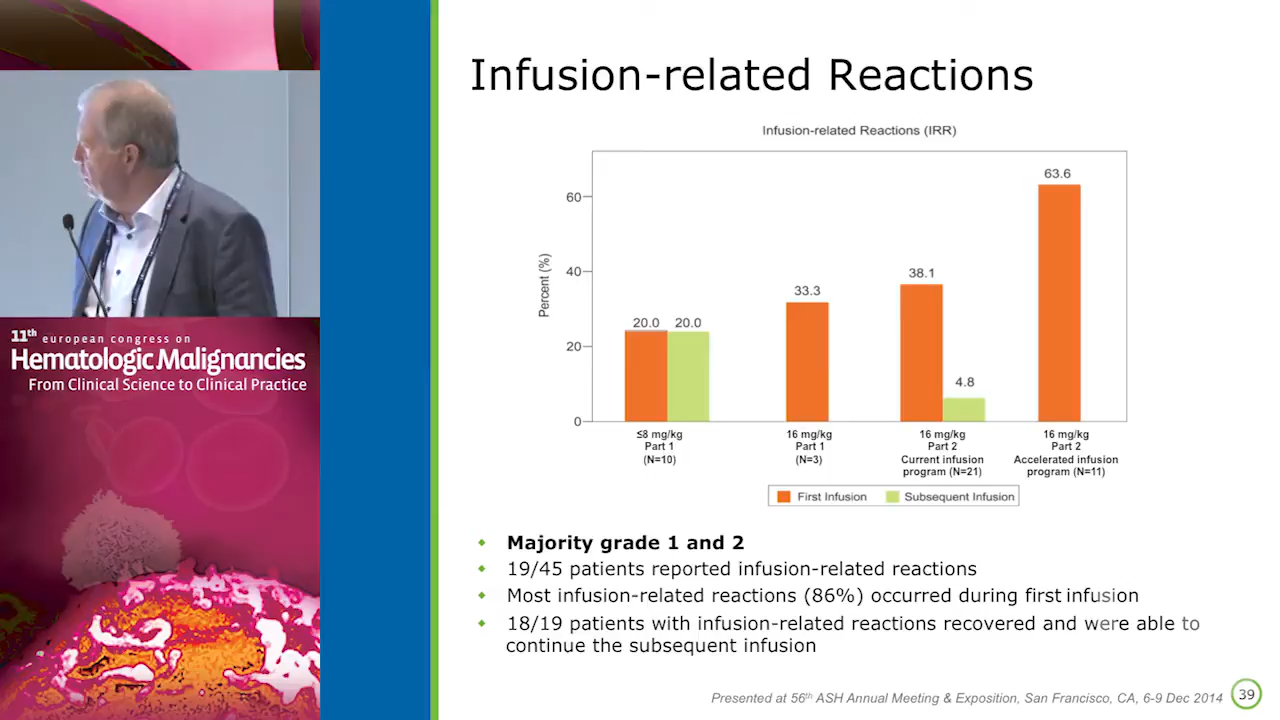 Infusion-related Reactions
Infusion-related Reactions (IRR)
Percent (%)
60
40
20
0
20.0 20.0
33.3
38.1
4.8
63.6
≤8 mg/kg
Part 1
(N=10)
16 mg/kg
Part 1
(N=3)
16 mg/kg
Part 2
Current infusion
program (N=21)
16 mg/kg
Part 2
Accelerated infusion
program (N=11)
First Infusion Subsequent Infusion
Majority grade 1 and 2
19/45 patients reported infusion-related reactions
Most infusion-related reactions (86%) occurred during first infusion
18/19 patients with infusion-related reactions recovered and were able to
continue the subsequent infusion
Presented at 56th ASH Annual Meeting & Exposition, San Francisco, CA, 6-9 Dec 2014
39
11th european congress on
Hematologic Malignancies
From Clinical Science to Clinical Practice